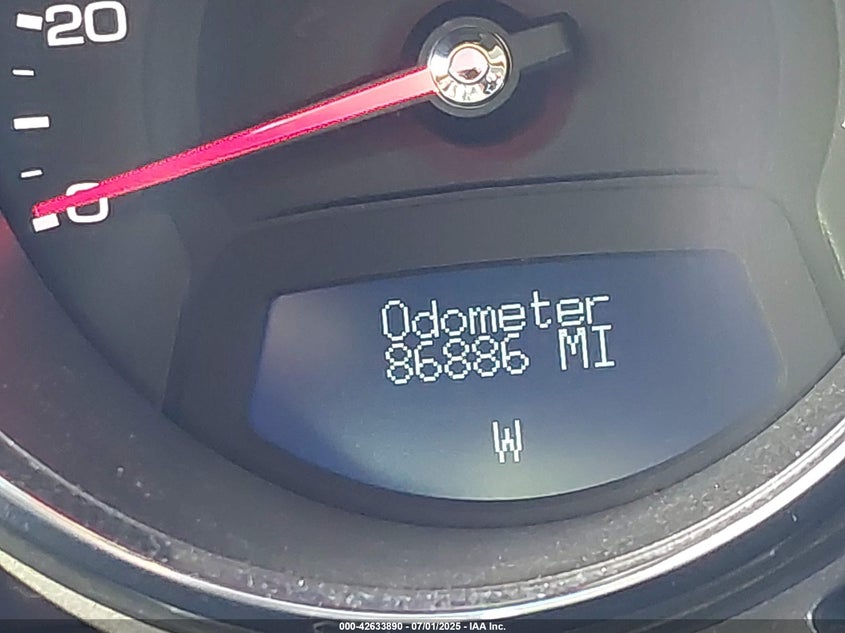 20
0
Odometer
86886 MI
W
000-42633890 - 07/01/2025 - IAA Inc.